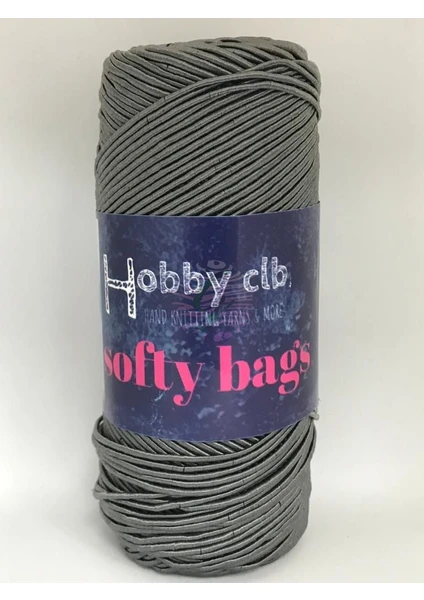 Hobby clb.
HAND KNITTING YARNS & MORE
softy bags